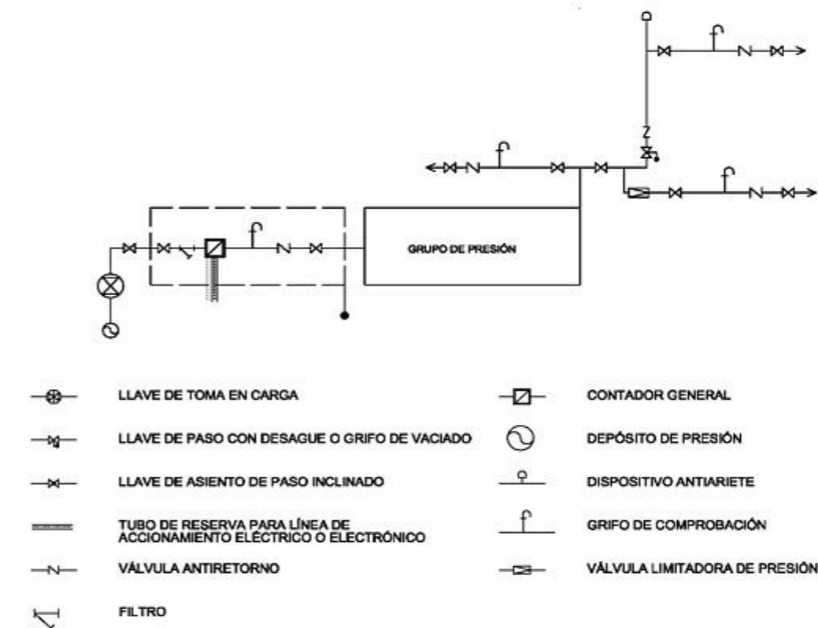 GRUPO DE PRESIÓN
LLAVE DE TOMA EN CARGA
LLAVE DE PASO CON DESAGUE O GRIFO DE VACIADO
LLAVE DE ASIENTO DE PASO INCLINADO
TUBO DE RESERVA PARA LÍNEA DE
ACCIONAMIENTO ELÉCTRICO O ELECTRÓNICO
VÁLVULA ANTIRETORNO
FILTRO
CONTADOR GENERAL
DEPÓSITO DE PRESIÓN
DISPOSITIVO ANTIARIETE
GRIFO DE COMPROBACIÓN
VÁLVULA LIMITADORA DE PRESIÓN